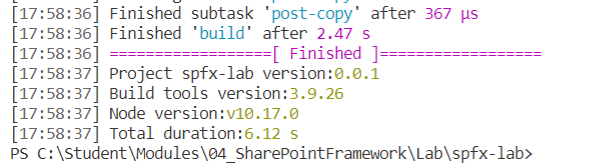 [17:58:36] Finished subtask 'post-copy' after 367 μs
[17:58:36] Finished 'build' after 2.47 s
[17:58:36] ==================[ Finished ]==================
[17:58:37] Project spfx-lab version:0.0.1
[17:58:37] Build tools version:3.9.26
[17:58:37] Node version:v10.17.0
[17:58:37] Total duration:6.12 s
PS C:\Student\Modules\04_SharePointFramework\Lab\spfx-lab>